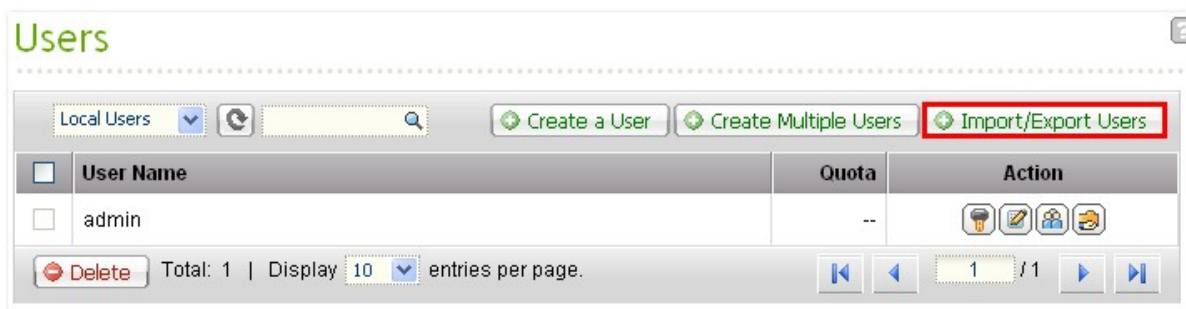 Users
Local Users Create a User Create Multiple Users Import/Export Users
User Name Quota Action
admin --
Delete Total: 1 | Display 10 entries per page. 1 / 1